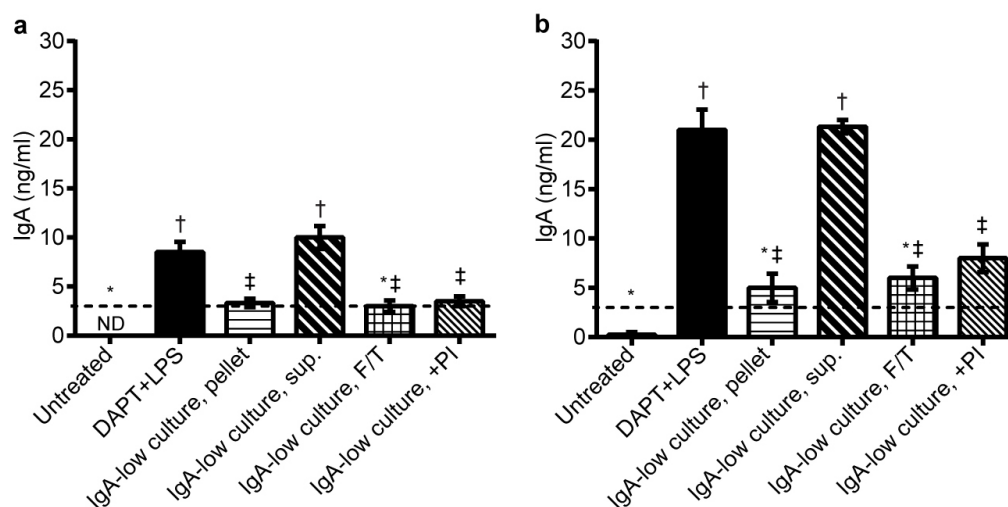 a
IgA (ng/ml)
30
25
20
15
10
5
0
*
ND
†
‡
†
*‡
‡
Untreated
DAPT+LPS
IgA-low culture, pellet
IgA-low culture, sup.
IgA-low culture, F/T
IgA-low culture, +PI
b
IgA (ng/ml)
30
25
20
15
10
5
0
*
†
*‡
†
*‡
‡
Untreated
DAPT+LPS
IgA-low culture, pellet
IgA-low culture, sup.
IgA-low culture, F/T
IgA-low culture, +PI